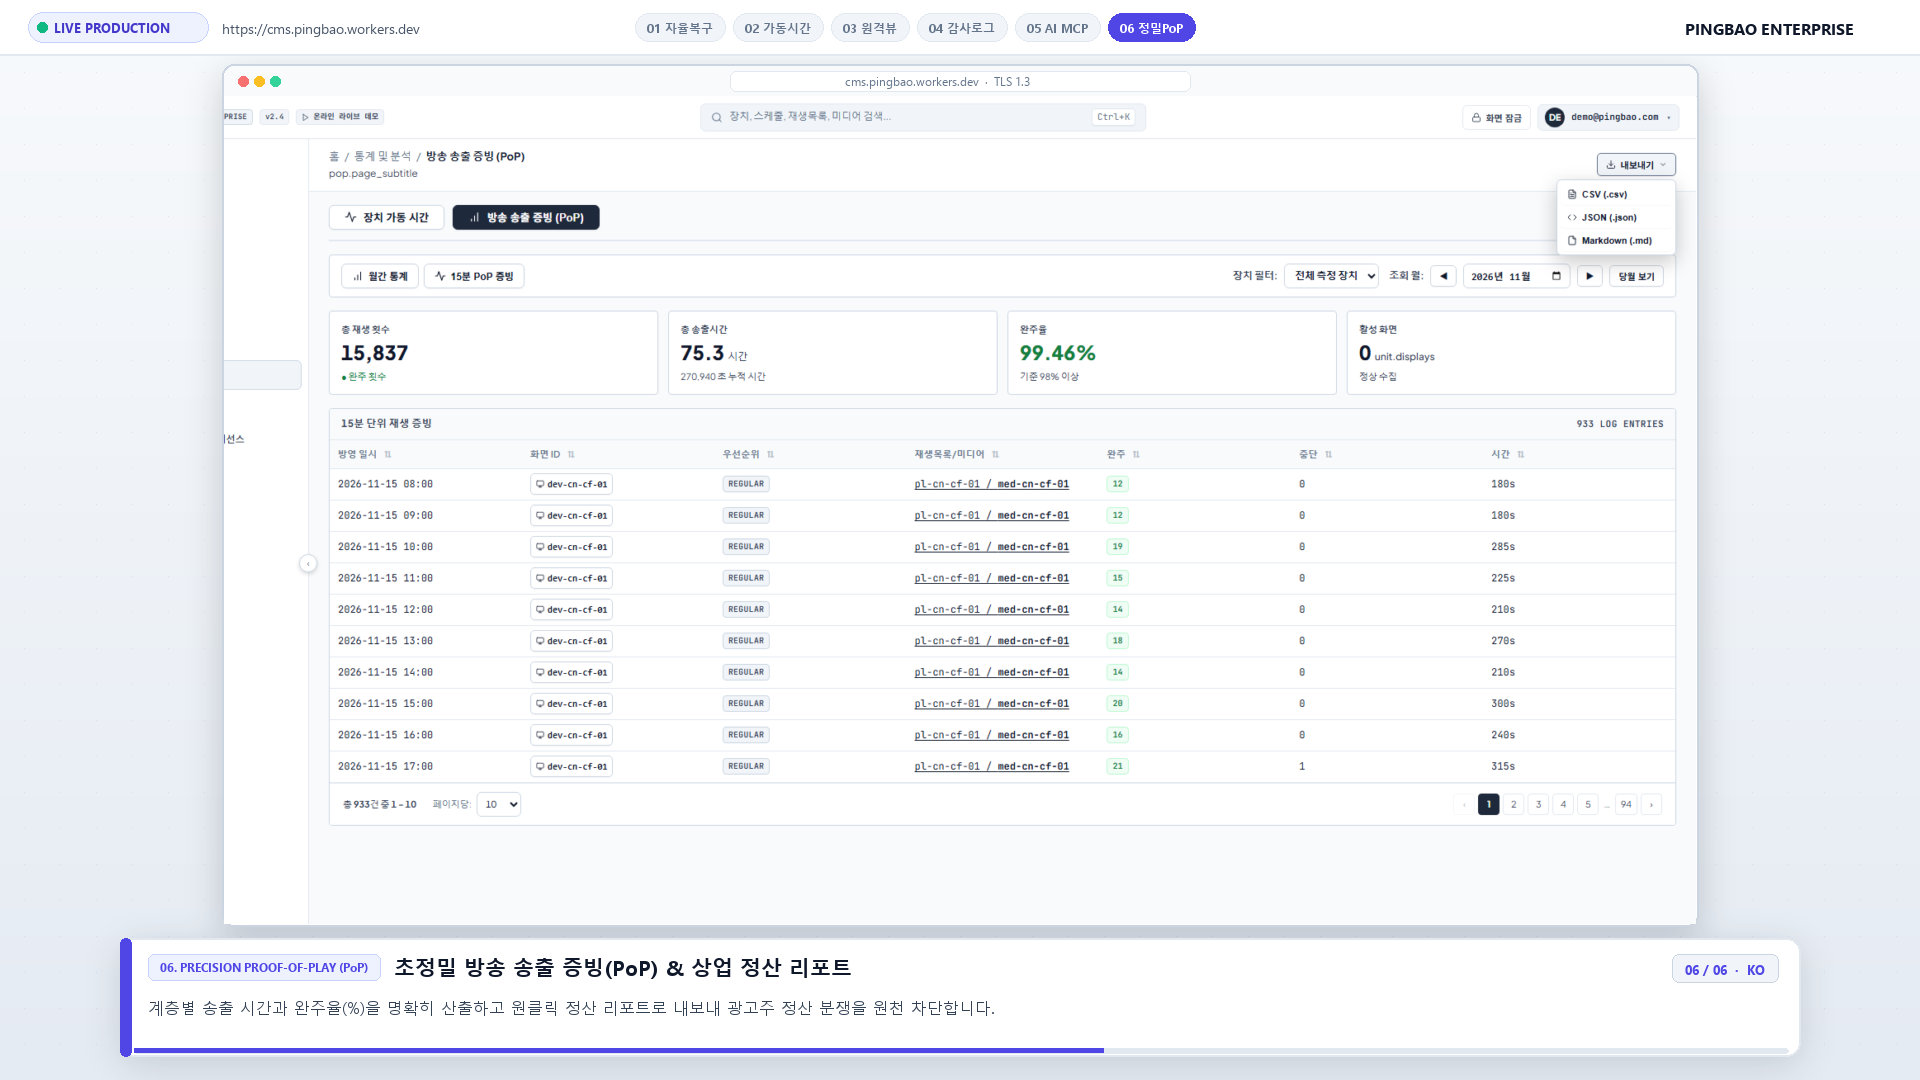 LIVE PRODUCTION
https://cms.pingbao.workers.dev
01 자율복구
02 가동시간
03 원격뷰
04 감사로그
05 AI MCP
06 정밀PoP
PINGBAO ENTERPRISE
cms.pingbao.workers.dev · TLS 1.3
PRISE
v2.4
온라인 라이브 데모
장치, 스케줄, 재생목록, 미디어 검색...
Ctrl+K
화면 잠금
DE
demo@pingbao.com
홈 / 통계 및 분석 / 방송 송출 증빙 (PoP)
pop.page_subtitle
내보내기
CSV (.csv)
JSON (.json)
Markdown (.md)
장치 가동 시간
방송 송출 증빙 (PoP)
월간 통계
15분 PoP 증빙
장치 필터:
전체 측정 장치
조회 월:
◀
2026년 11월
▶
당월 보기
총 재생 횟수
15,837
● 완주 횟수
총 송출시간
75.3 시간
270,940 초 누적 시간
완주율
99.46%
기준 98% 이상
활성 화면
0 unit.displays
정상 수집
15분 단위 재생 증빙
933 LOG ENTRIES
방영 일시 화면 ID 우선순위 재생목록/미디어 완주 중단 시간
2026-11-15 08:00 dev-cn-cf-01 REGULAR pl-cn-cf-01 / med-cn-cf-01 12 0 180s
2026-11-15 09:00 dev-cn-cf-01 REGULAR pl-cn-cf-01 / med-cn-cf-01 12 0 180s
2026-11-15 10:00 dev-cn-cf-01 REGULAR pl-cn-cf-01 / med-cn-cf-01 19 0 285s
2026-11-15 11:00 dev-cn-cf-01 REGULAR pl-cn-cf-01 / med-cn-cf-01 15 0 225s
2026-11-15 12:00 dev-cn-cf-01 REGULAR pl-cn-cf-01 / med-cn-cf-01 14 0 210s
2026-11-15 13:00 dev-cn-cf-01 REGULAR pl-cn-cf-01 / med-cn-cf-01 18 0 270s
2026-11-15 14:00 dev-cn-cf-01 REGULAR pl-cn-cf-01 / med-cn-cf-01 14 0 210s
2026-11-15 15:00 dev-cn-cf-01 REGULAR pl-cn-cf-01 / med-cn-cf-01 20 0 300s
2026-11-15 16:00 dev-cn-cf-01 REGULAR pl-cn-cf-01 / med-cn-cf-01 16 0 240s
2026-11-15 17:00 dev-cn-cf-01 REGULAR pl-cn-cf-01 / med-cn-cf-01 21 1 315s
총 933건 중 1 - 10
페이지당:
10
‹ 1 2 3 4 5 … 94 ›
이선스
06. PRECISION PROOF-OF-PLAY (PoP)
초정밀 방송 송출 증빙(PoP) & 상업 정산 리포트
06 / 06 · KO
계층별 송출 시간과 완주율(%)을 명확히 산출하고 원클릭 정산 리포트로 내보내 광고주 정산 분쟁을 원천 차단합니다.